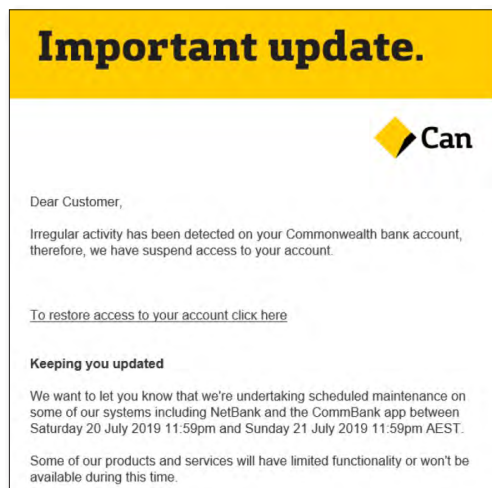 Important update.
Can
Dear Customer,
Irregular activity has been detected on your Commonwealth banк account,
therefore, we have suspend access to your account.
To restore access to your account clicк here
Keeping you updated
We want to let you know that we're undertaking scheduled maintenance on
some of our systems including NetBank and the CommBank app between
Saturday 20 July 2019 11:59pm and Sunday 21 July 2019 11:59pm AEST.
Some of our products and services will have limited functionality or won't be
available during this time.